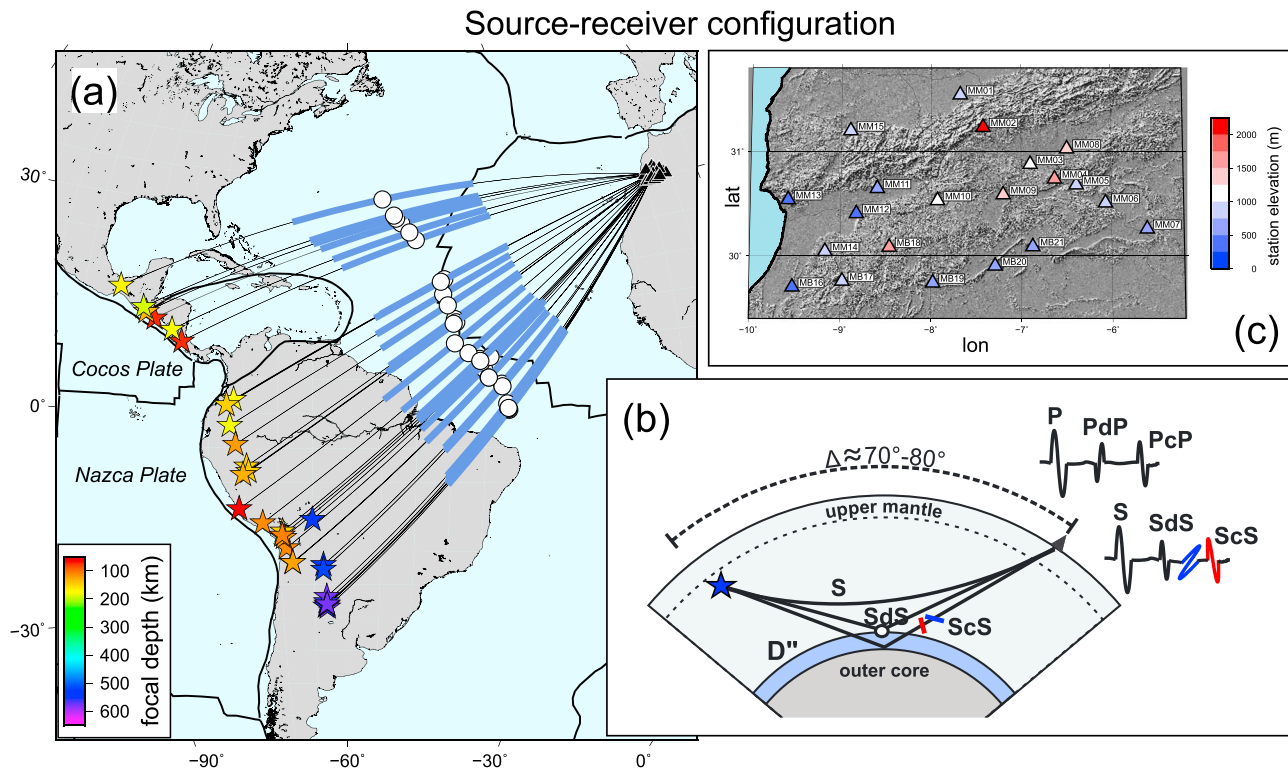 Source-receiver configuration
(a)
30°
0°
−30°
Cocos Plate
Nazca Plate
100
200
300
400
500
600
focal depth (km)
−90°
−60°
−30°
0°
MM01
MM15
MM02
MM08
MM03
MM04
MM05
MM11
MM13
MM10
MM09
MM06
MM12
MM07
MM14
MB18
MB21
MB20
MB17
MB19
MB16
31°
30°
lat
−10°
−9°
−8°
−7°
−6°
lon
2000
1500
1000
500
0
station elevation (m)
(c)
(b)
Δ≈70°-80°
upper mantle
S
SdS
ScS
D"
outer core
P
PdP
PcP
S
SdS
ScS